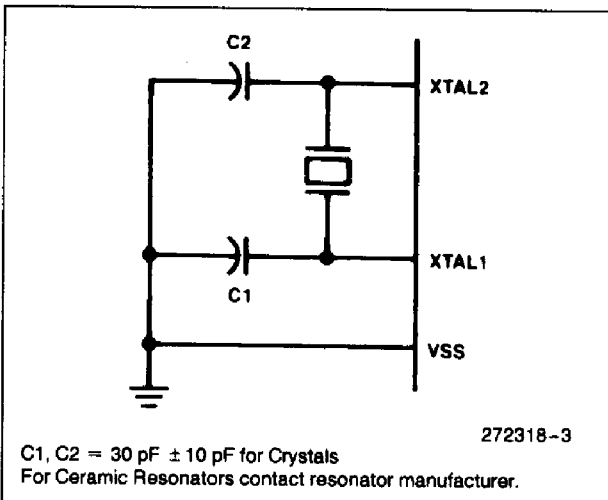 C2
XTAL2
XTAL1
C1
VSS
272318-3
C1, C2 = 30 pF ± 10 pF for Crystals
For Ceramic Resonators contact resonator manufacturer.